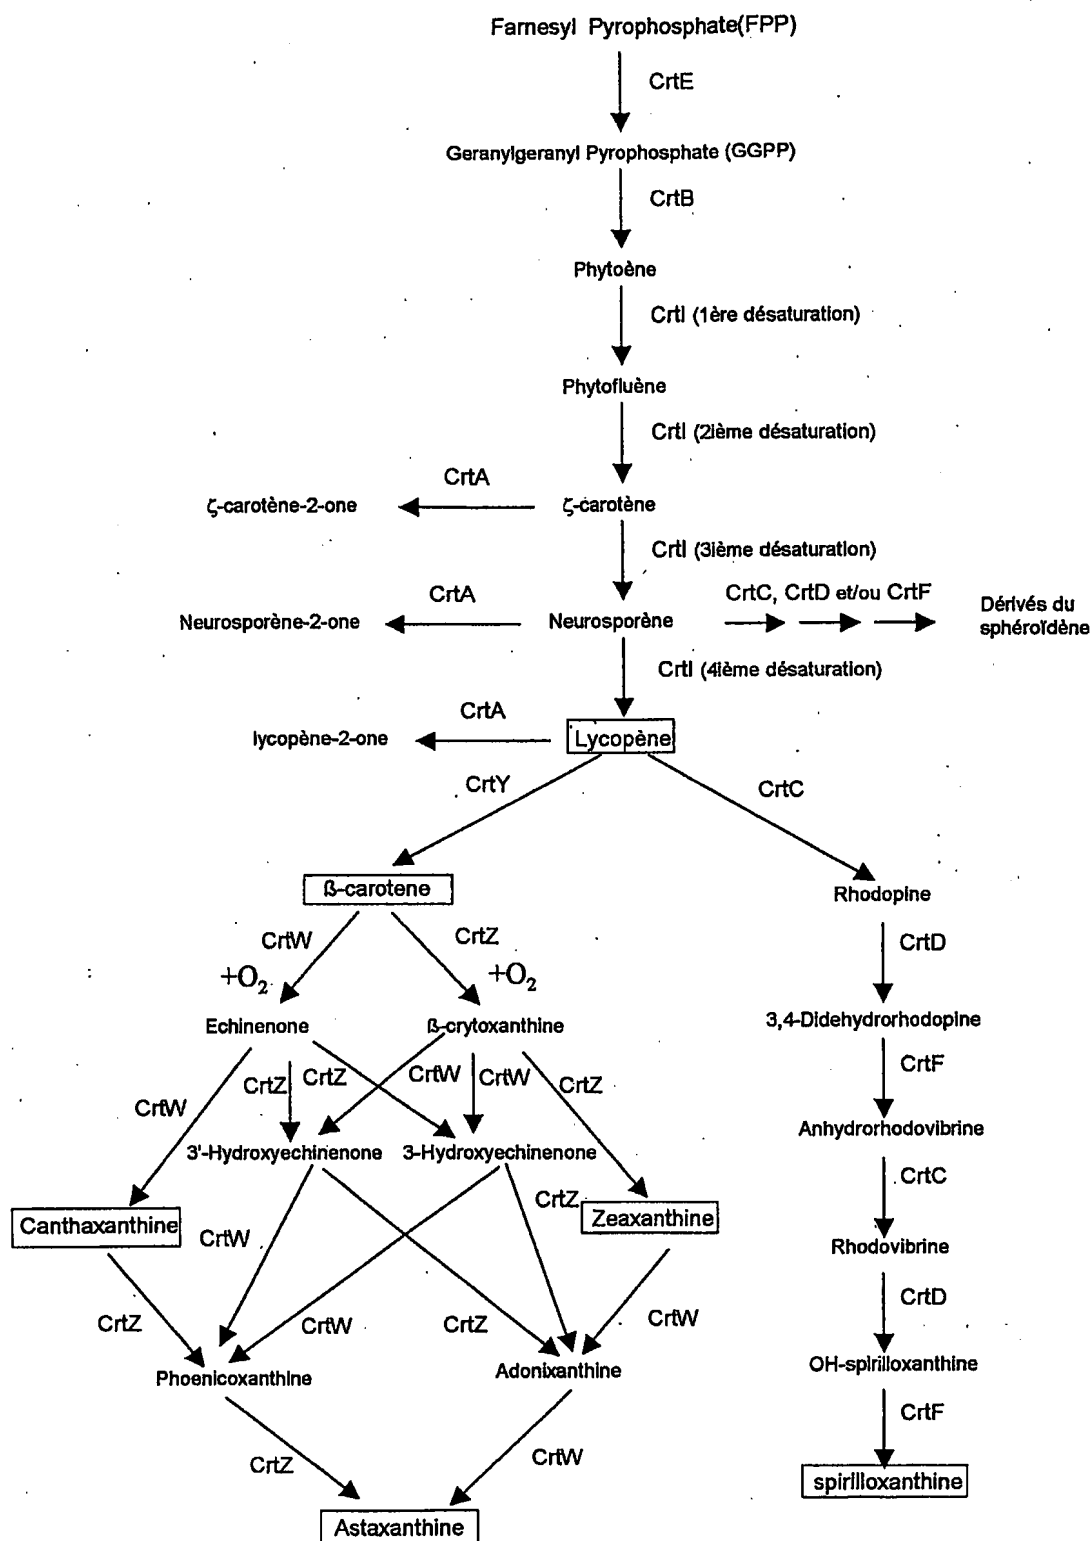 Farnesyl Pyrophosphate(FPP)
CrtE
Geranylgeranyl Pyrophosphate (GGPP)
CrtB
Phytoène
CrtI (1ère désaturation)
Phytofluène
CrtI (2ième désaturation)
CrtA
ζ-carotène-2-one
ζ-carotène
CrtI (3ième désaturation)
CrtA
CrtC, CrtD et/ou CrtF
Neurosporène-2-one
Neurosporène
Dérivés du
sphéroïdène
CrtI (4ième désaturation)
CrtA
lycopène-2-one
Lycopène
CrtY
CrtC
ß-carotene
Rhodopine
CrtW
CrtZ
CrtD
+O2
+O2
Echinenone
ß-crytoxanthine
3,4-Didehydrorhodopine
CrtW
CrtZ
CrtZ
CrtW
CrtW
CrtZ
CrtF
3'-Hydroxyechinenone
3-Hydroxyechinenone
Anhydrorhodovibrine
CrtC
Canthaxanthine
CrtW
CrtZ
Zeaxanthine
Rhodovibrine
CrtZ
CrtW
CrtZ
CrtW
CrtD
Phoenicoxanthine
Adonixanthine
OH-spirilloxanthine
CrtF
CrtZ
CrtW
spirilloxanthine
Astaxanthine